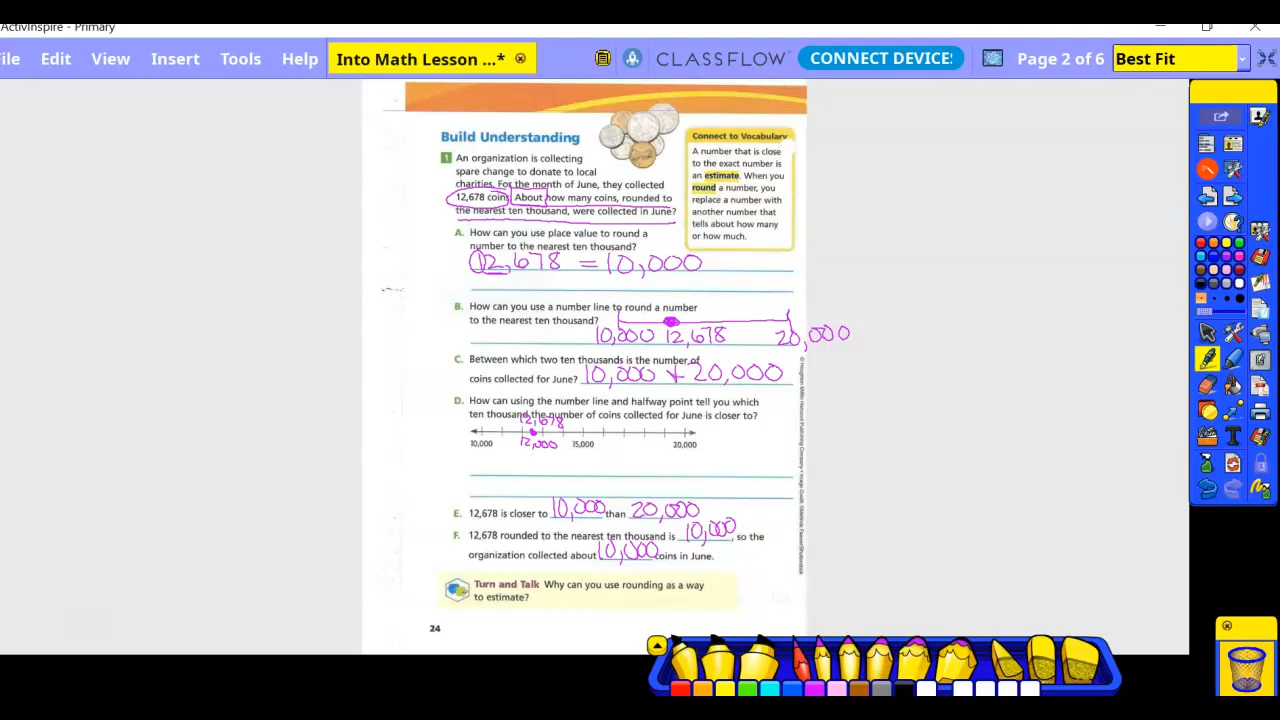 ActivInspire - Primary
File Edit View Insert Tools Help Into Math Lesson ...* CLASSFLOW CONNECT DEVICE! Page 2 of 6 Best Fit
Build Understanding
1 An organization is collecting
spare change to donate to local
charities. For the month of June, they collected
12,678 coins. About how many coins, rounded to
the nearest ten thousand, were collected in June?
Connect to Vocabulary
A number that is close
to the exact number is
an estimate. When you
round a number, you
replace a number with
another number that
tells about how many
or how much.
A. How can you use place value to round a
number to the nearest ten thousand?
12,678 = 10,000
B. How can you use a number line to round a number
to the nearest ten thousand?
10,000 12,678 20,000
C. Between which two ten thousands is the number of
coins collected for June? 10,000 + 20,000
D. How can using the number line and halfway point tell you which
ten thousand the number of coins collected for June is closer to?
12,678
10,000 12,000 15,000 20,000
E. 12,678 is closer to 10,000 than 20,000
F. 12,678 rounded to the nearest ten thousand is 10,000, so the
organization collected about 10,000 coins in June.
Turn and Talk Why can you use rounding as a way
to estimate?
24